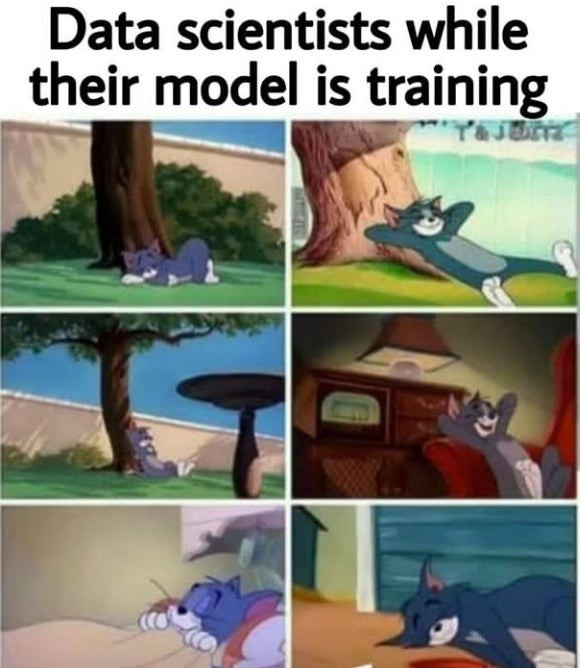 Data scientists while
their model is training